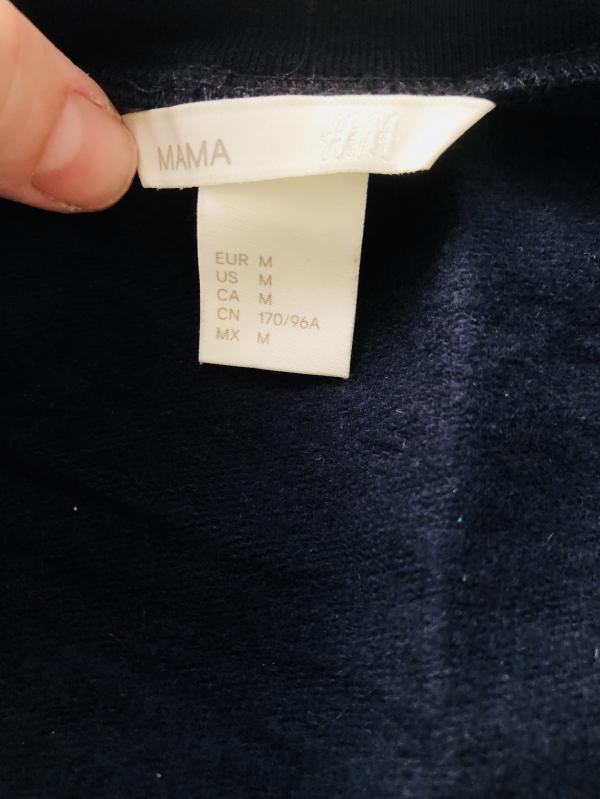 MAMA H&M
EUR M
US M
CA M
CN 170/96A
MX M